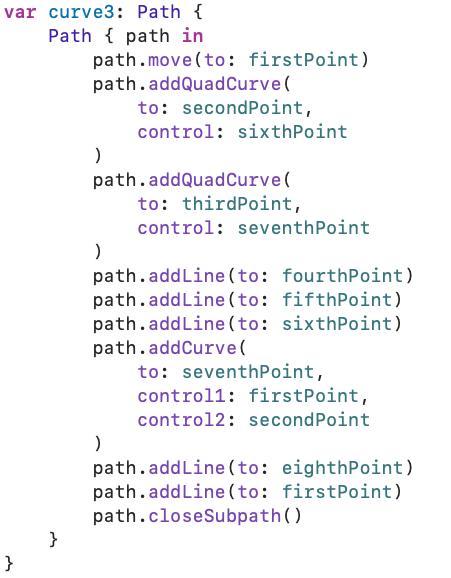 var curve3: Path {
    Path { path in
        path.move(to: firstPoint)
        path.addQuadCurve(
            to: secondPoint,
            control: sixthPoint
        )
        path.addQuadCurve(
            to: thirdPoint,
            control: seventhPoint
        )
        path.addLine(to: fourthPoint)
        path.addLine(to: fifthPoint)
        path.addLine(to: sixthPoint)
        path.addCurve(
            to: seventhPoint,
            control1: firstPoint,
            control2: secondPoint
        )
        path.addLine(to: eighthPoint)
        path.addLine(to: firstPoint)
        path.closeSubpath()
    }
}